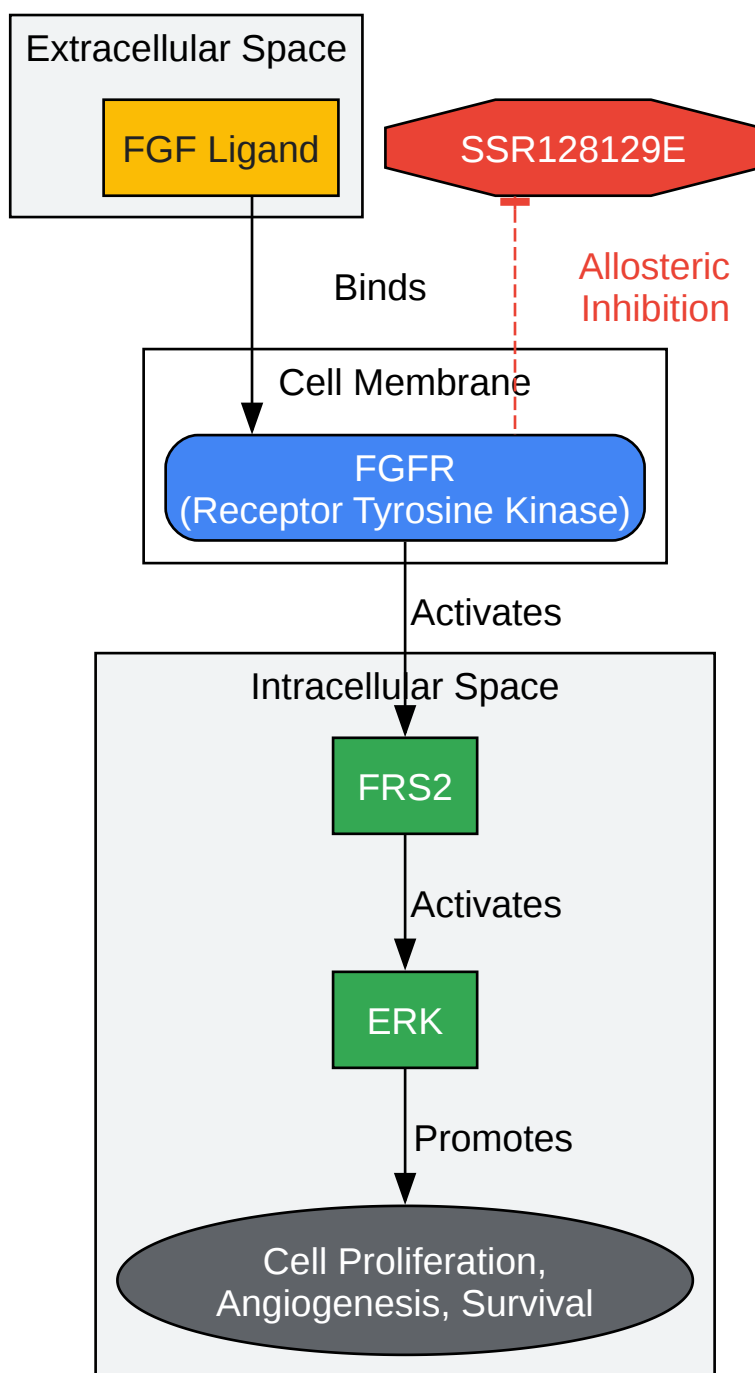 Extracellular Space
FGF Ligand
SSR128129E
Binds
Allosteric
Inhibition
Cell Membrane
FGFR
(Receptor Tyrosine Kinase)
Activates
Intracellular Space
FRS2
Activates
ERK
Promotes
Cell Proliferation,
Angiogenesis, Survival